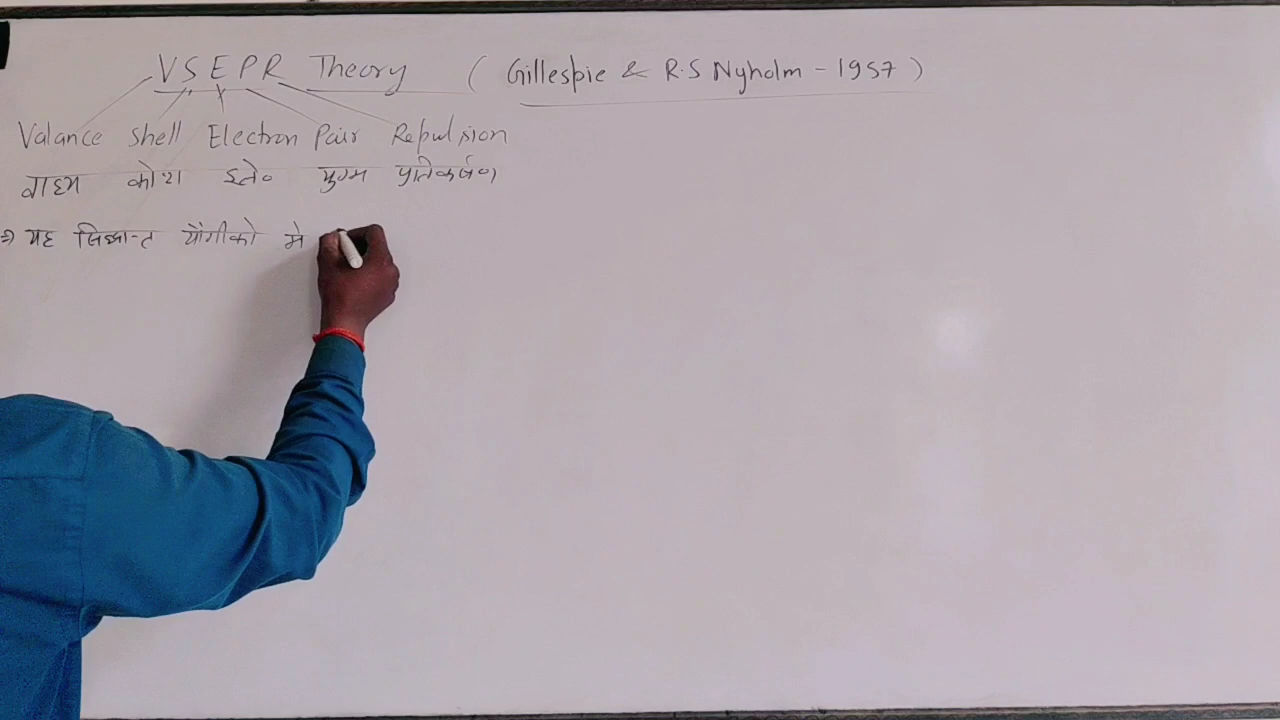 VSEPR Theory ( Gillespie & R.S Nyholm - 1957 )
Valance Shell Electron Pair Repulsion
वाह्य कोश इले० युग्म प्रतिकर्षण
⇒ यह सिद्धान्त यौगीको मे